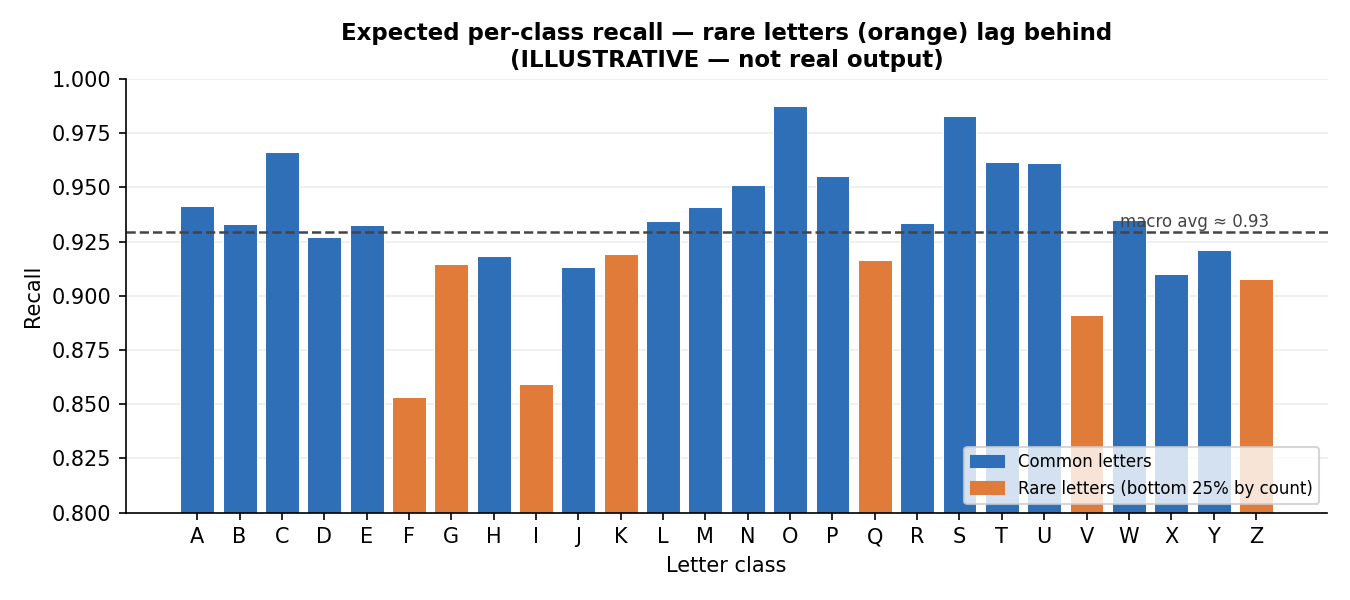 Expected per-class recall — rare letters (orange) lag behind
(ILLUSTRATIVE — not real output)
1.000
0.975
0.950
0.925
0.900
0.875
0.850
0.825
0.800
Recall
macro avg ≈ 0.93
Common letters
Rare letters (bottom 25% by count)
A B C D E F G H I J K L M N O P Q R S T U V W X Y Z
Letter class